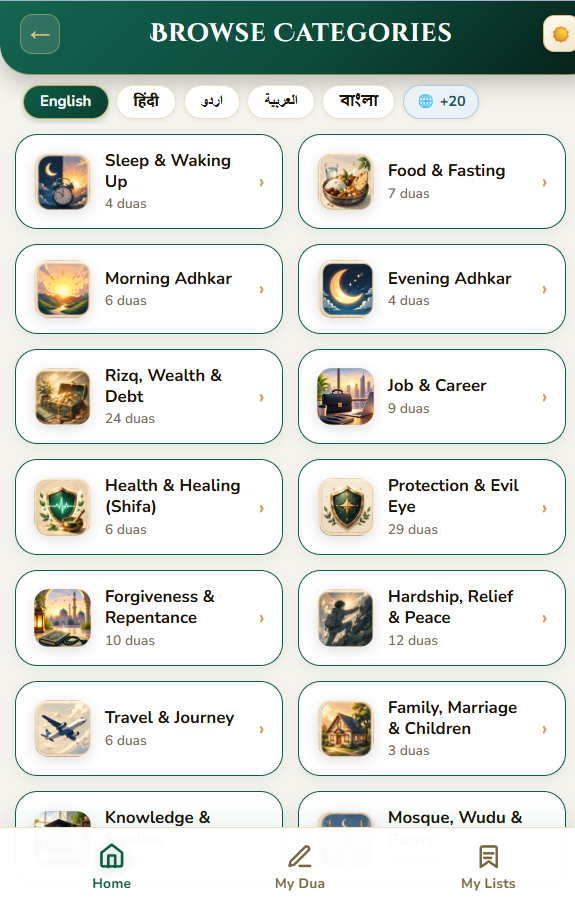 Browse Categories
English
हिंदी
اردو
العربية
বাংলা
+20
Sleep & Waking
Up
4 duas
Food & Fasting
7 duas
Morning Adhkar
6 duas
Evening Adhkar
4 duas
Rizq, Wealth &
Debt
24 duas
Job & Career
9 duas
Health & Healing
(Shifa)
6 duas
Protection & Evil
Eye
29 duas
Forgiveness &
Repentance
10 duas
Hardship, Relief
& Peace
12 duas
Travel & Journey
6 duas
Family, Marriage
& Children
3 duas
Knowledge &
Studies
Mosque, Wudu &
Purity
Home
My Dua
My Lists